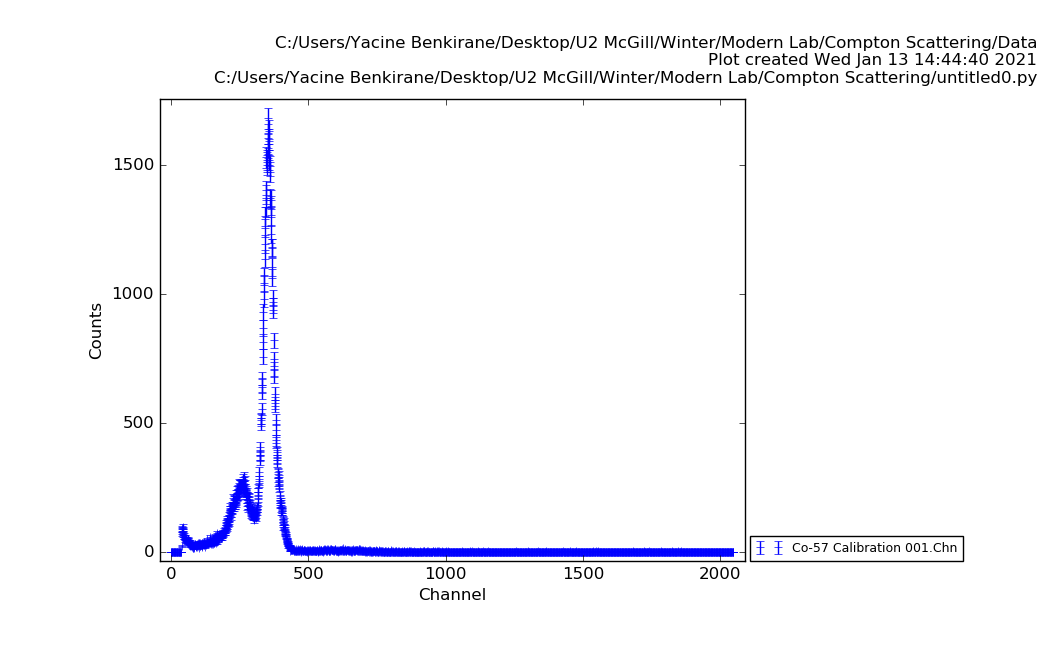 C:/Users/Yacine Benkirane/Desktop/U2 McGill/Winter/Modern Lab/Compton Scattering/Data
Plot created Wed Jan 13 14:44:40 2021
C:/Users/Yacine Benkirane/Desktop/U2 McGill/Winter/Modern Lab/Compton Scattering/untitled0.py
1500
1000
500
0
Counts
0 500 1000 1500 2000
Channel
Co-57 Calibration 001.Chn